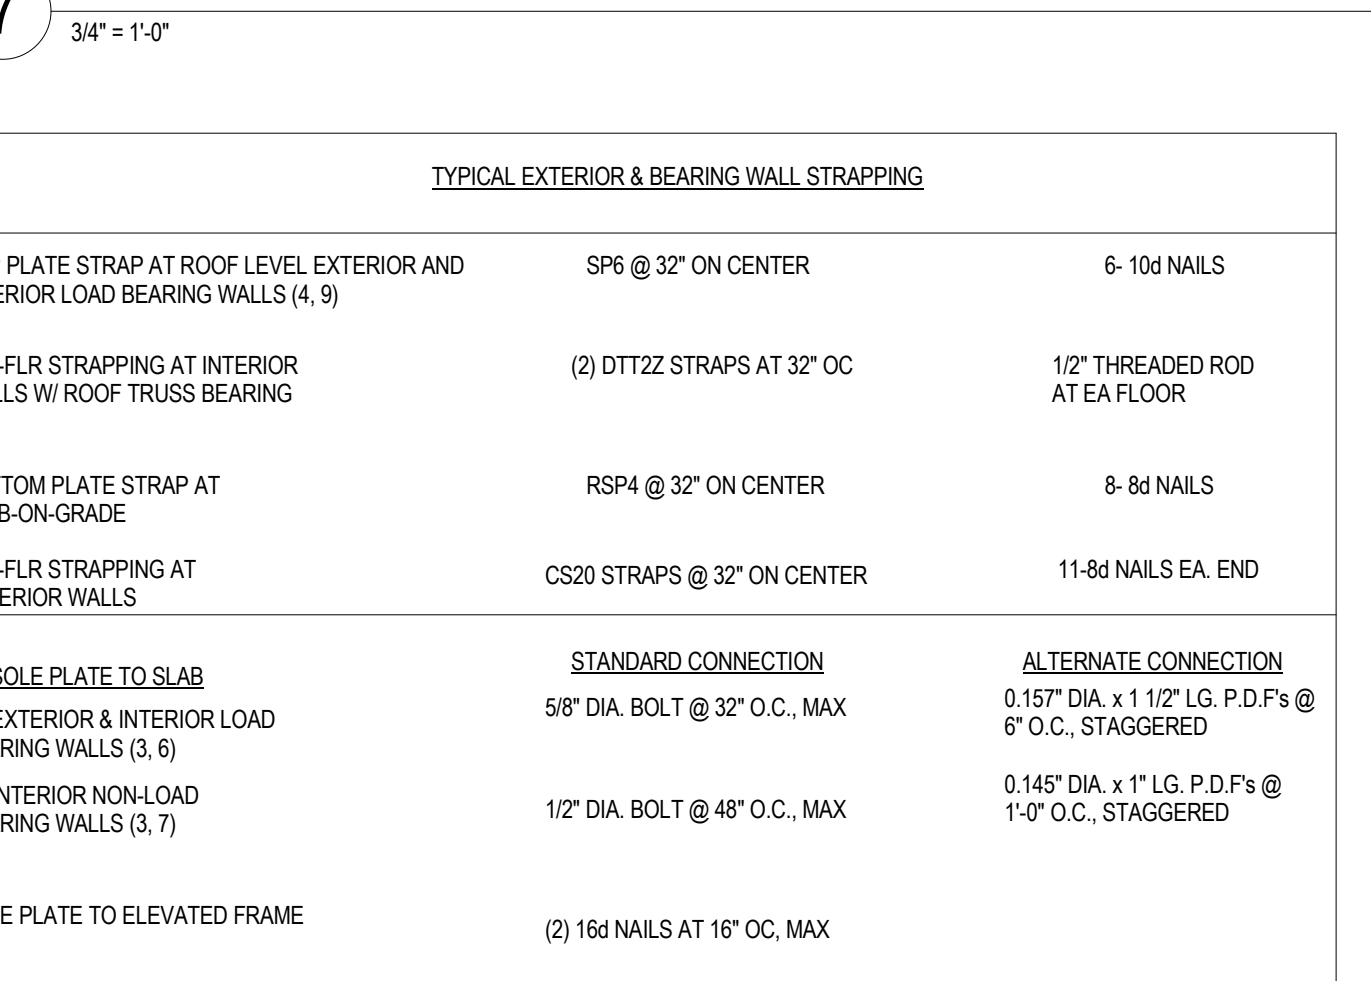 7
3/4" = 1'-0"
TYPICAL EXTERIOR & BEARING WALL STRAPPING
PLATE STRAP AT ROOF LEVEL EXTERIOR AND SP6 @ 32" ON CENTER 6- 10d NAILS
ERIOR LOAD BEARING WALLS (4, 9)
-FLR STRAPPING AT INTERIOR (2) DTT2Z STRAPS AT 32" OC 1/2" THREADED ROD
LLS W/ ROOF TRUSS BEARING AT EA FLOOR
TTOM PLATE STRAP AT RSP4 @ 32" ON CENTER 8- 8d NAILS
B-ON-GRADE
-FLR STRAPPING AT CS20 STRAPS @ 32" ON CENTER 11-8d NAILS EA. END
ERIOR WALLS
SOLE PLATE TO SLAB STANDARD CONNECTION ALTERNATE CONNECTION
EXTERIOR & INTERIOR LOAD 5/8" DIA. BOLT @ 32" O.C., MAX 0.157" DIA. x 1 1/2" LG. P.D.F's @
RING WALLS (3, 6) 6" O.C., STAGGERED
NTERIOR NON-LOAD 1/2" DIA. BOLT @ 48" O.C., MAX 0.145" DIA. x 1" LG. P.D.F's @
RING WALLS (3, 7) 1'-0" O.C., STAGGERED
E PLATE TO ELEVATED FRAME (2) 16d NAILS AT 16" OC, MAX